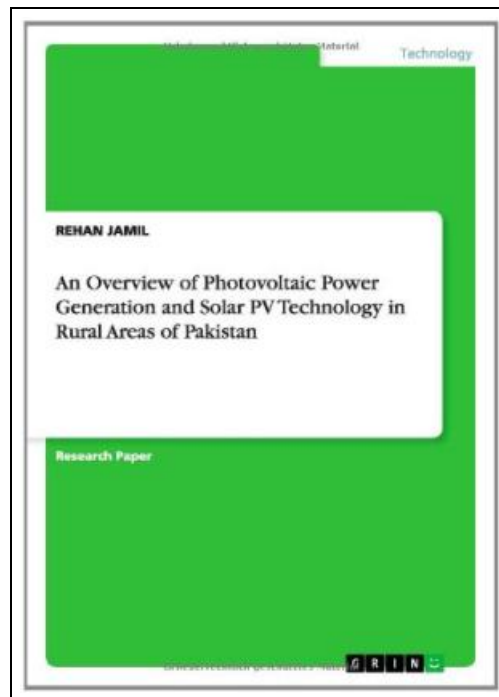 Material
Technology
REHAN JAMIL
An Overview of Photovoltaic Power
Generation and Solar PV Technology in
Rural Areas of Pakistan
Research Paper
GRIN